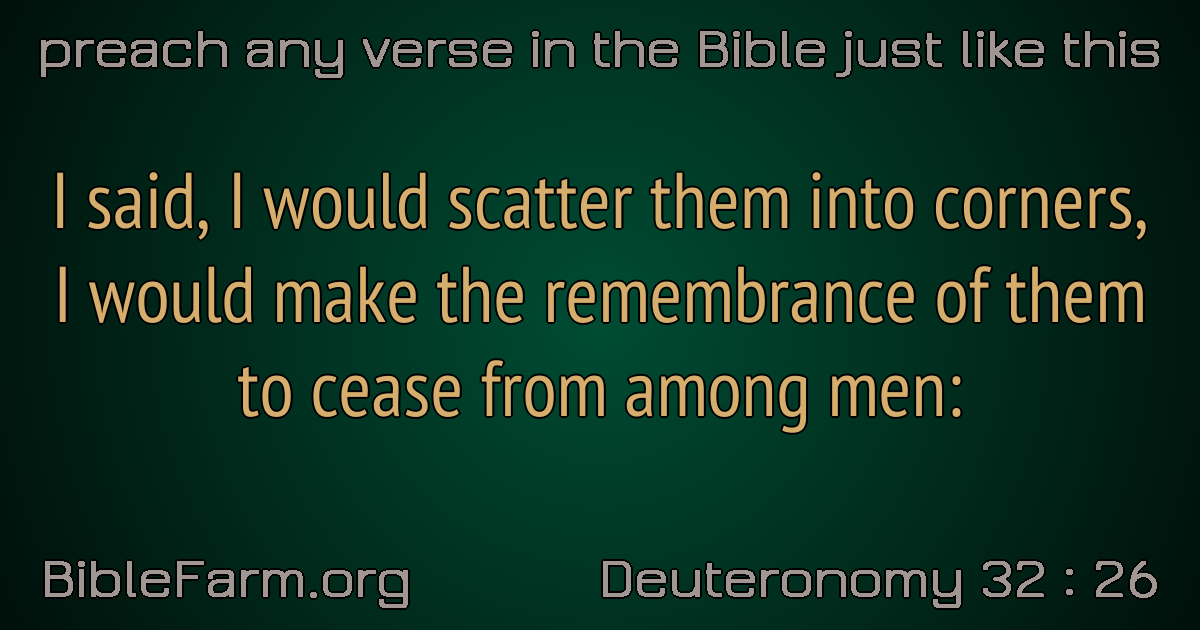 preach any verse in the Bible just like this
I said, I would scatter them into corners,
I would make the remembrance of them
to cease from among men:
BibleFarm.org
Deuteronomy 32 : 26